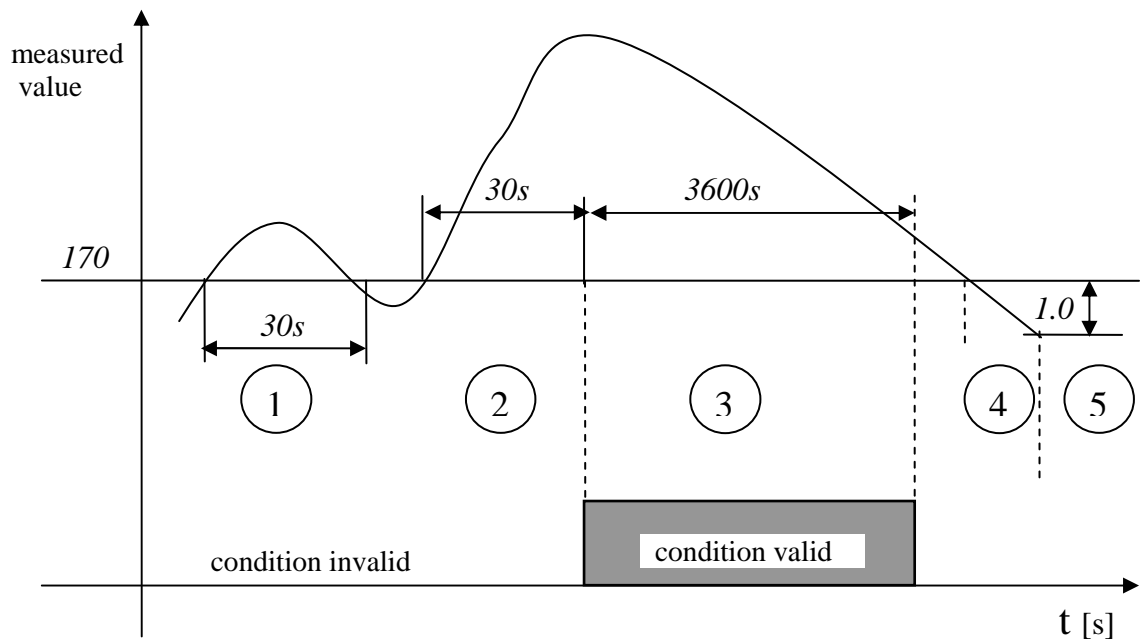 measured
value
30s
3600s
170
1.0
30s
1
2
3
4
5
condition invalid
condition valid
t [s]